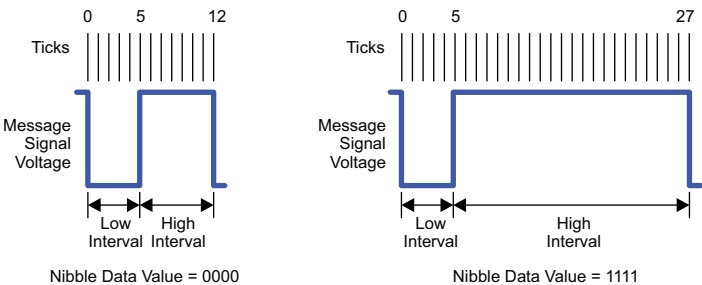 0 5 12
Ticks
Message
Signal
Voltage
Low
Interval
High
Interval
Nibble Data Value = 0000
0 5 27
Ticks
Message
Signal
Voltage
Low
Interval
High
Interval
Nibble Data Value = 1111